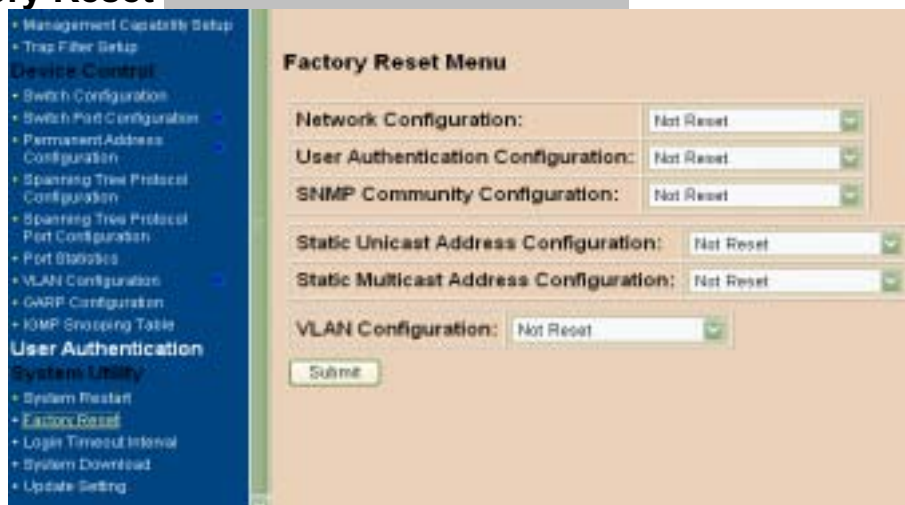 ry Reset
• Management Capability Setup
• Trap Filter Setup
Device Control
• Switch Configuration
• Switch Port Configuration
• Permanent Address
Configuration
• Spanning Tree Protocol
Configuration
• Spanning Tree Protocol
Port Configuration
• Port Statistics
• VLAN Configuration
• GARP Configuration
• IGMP Snooping Table
User Authentication
System Utility
• System Restart
• Factory Reset
• Login Timeout Interval
• System Download
• Update Setting
Factory Reset Menu
Network Configuration: Not Reset
User Authentication Configuration: Not Reset
SNMP Community Configuration: Not Reset
Static Unicast Address Configuration: Not Reset
Static Multicast Address Configuration: Not Reset
VLAN Configuration: Not Reset
Submit